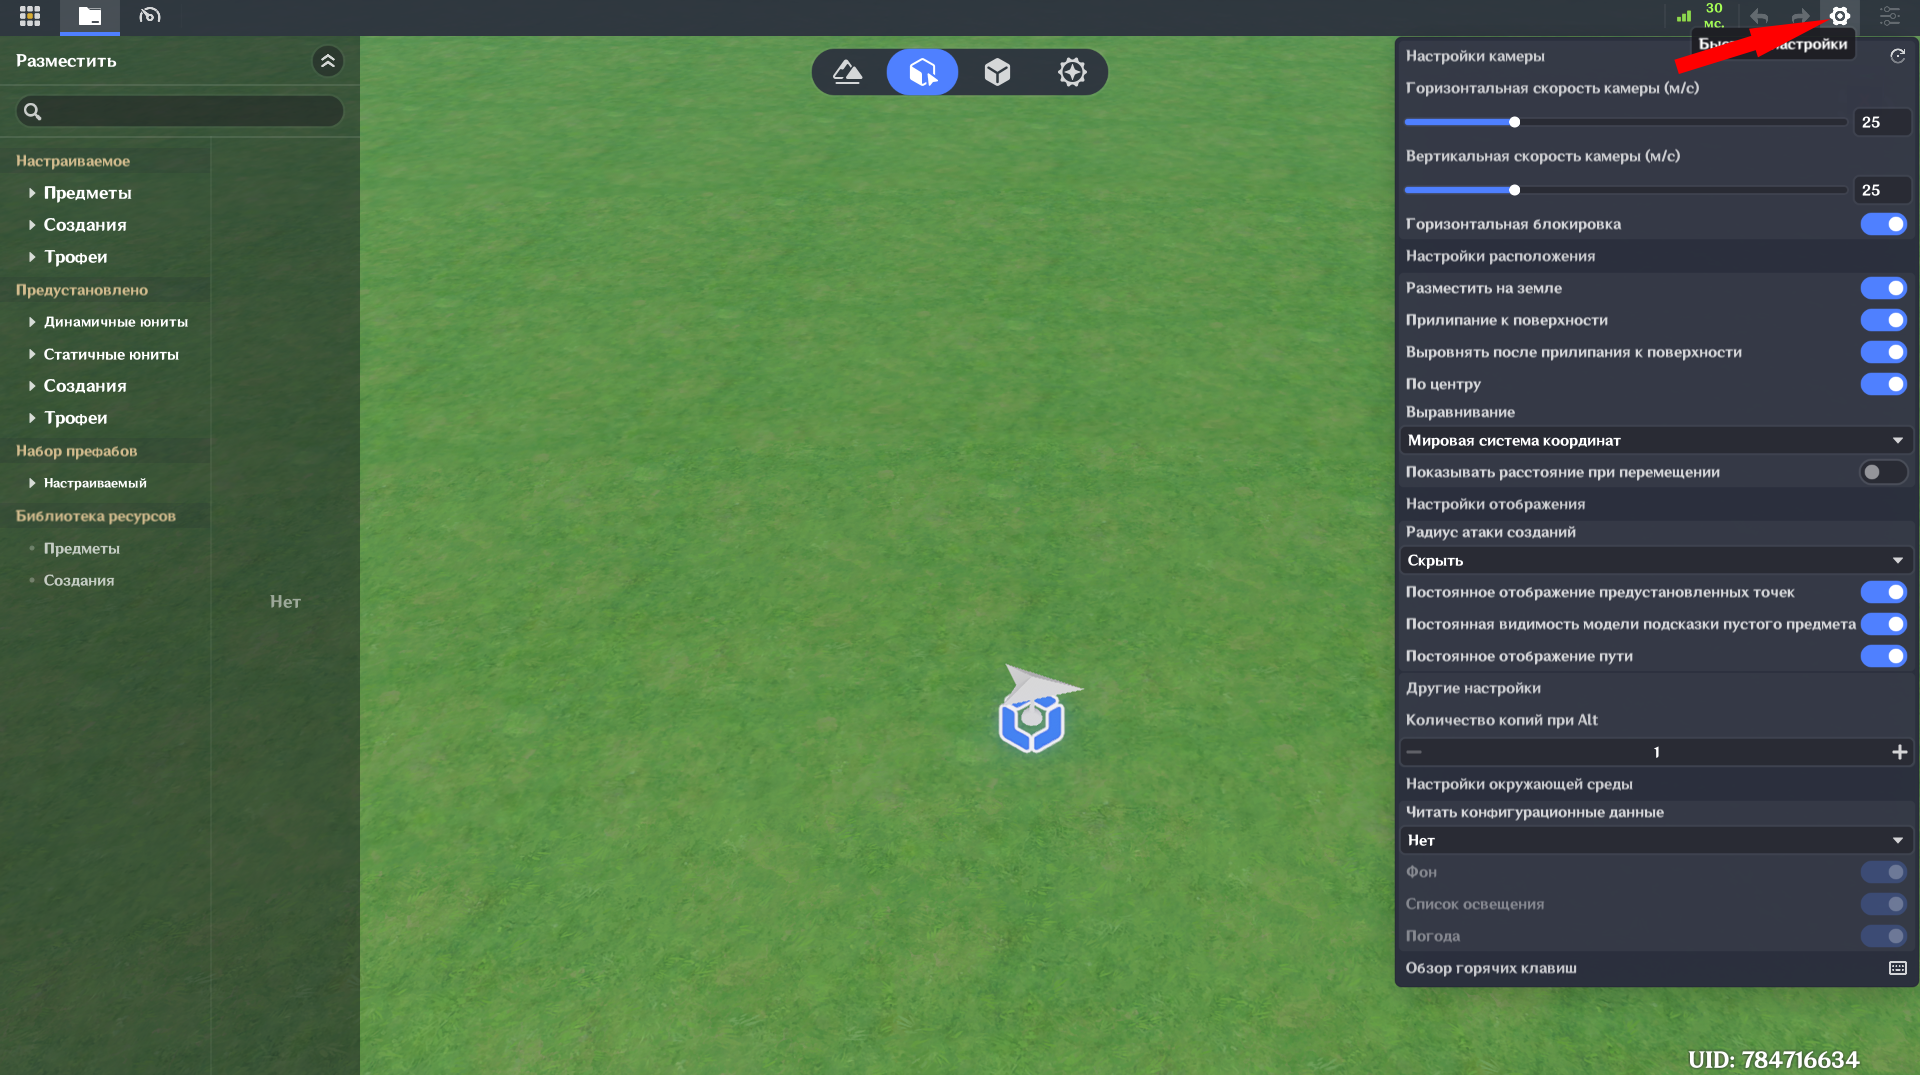 30
мс.
Разместить
Настраиваемое
Предметы
Создания
Трофеи
Предустановлено
Динамичные юниты
Статичные юниты
Создания
Трофеи
Набор префабов
Настраиваемый
Библиотека ресурсов
Предметы
Создания
Нет
настройки
Настройки камеры
Горизонтальная скорость камеры (м/с)
25
Вертикальная скорость камеры (м/с)
25
Горизонтальная блокировка
Настройки расположения
Разместить на земле
Прилипание к поверхности
Выровнять после прилипания к поверхности
По центру
Выравнивание
Мировая система координат
Показывать расстояние при перемещении
Настройки отображения
Радиус атаки созданий
Скрыть
Постоянное отображение предустановленных точек
Постоянная видимость модели подсказки пустого предмета
Постоянное отображение пути
Другие настройки
Количество копий при Alt
1
Настройки окружающей среды
Читать конфигурационные данные
Нет
Фон
Список освещения
Погода
Обзор горячих клавиш
UID: 784716634